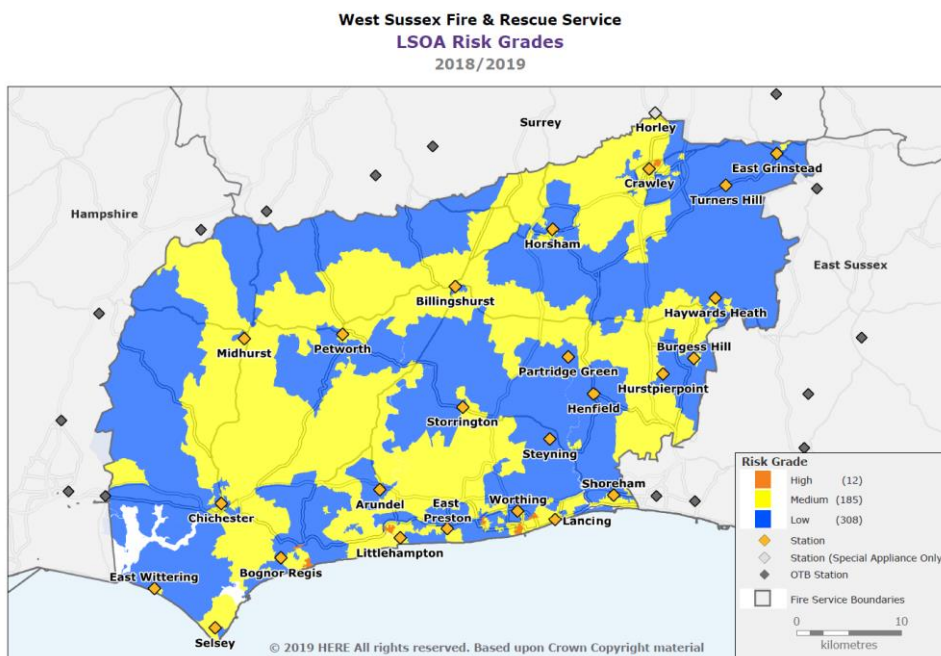 West Sussex Fire & Rescue Service
LSOA Risk Grades
2018/2019
Surrey
Horley
Hampshire
Crawley
East Grinstead
Turners Hill
Horsham
East Sussex
Billingshurst
Haywards Heath
Midhurst
Petworth
Burgess Hill
Partridge Green
Hurstpierpoint
Henfield
Storrington
Steyning
Chichester
Arundel
East
Preston
Worthing
Shoreham
Lancing
Littlehampton
Bognor Regis
East Wittering
Selsey
Risk Grade
High (12)
Medium (185)
Low (308)
Station
Station (Special Appliance Only
OTB Station
Fire Service Boundaries
0 10
kilometres
© 2019 HERE All rights reserved. Based upon Crown Copyright material